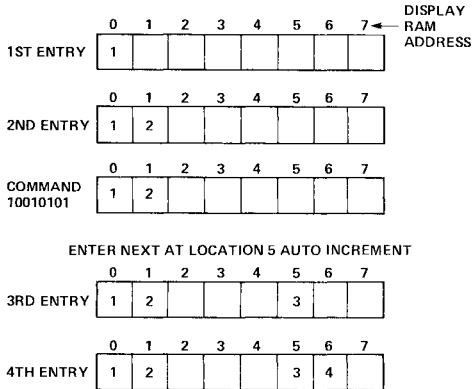 DISPLAY
0 1 2 3 4 5 6 7 ← RAM
ADDRESS
1ST ENTRY 1
0 1 2 3 4 5 6 7
2ND ENTRY 1 2
0 1 2 3 4 5 6 7
COMMAND
10010101 1 2
ENTER NEXT AT LOCATION 5 AUTO INCREMENT
0 1 2 3 4 5 6 7
3RD ENTRY 1 2 3
0 1 2 3 4 5 6 7
4TH ENTRY 1 2 3 4